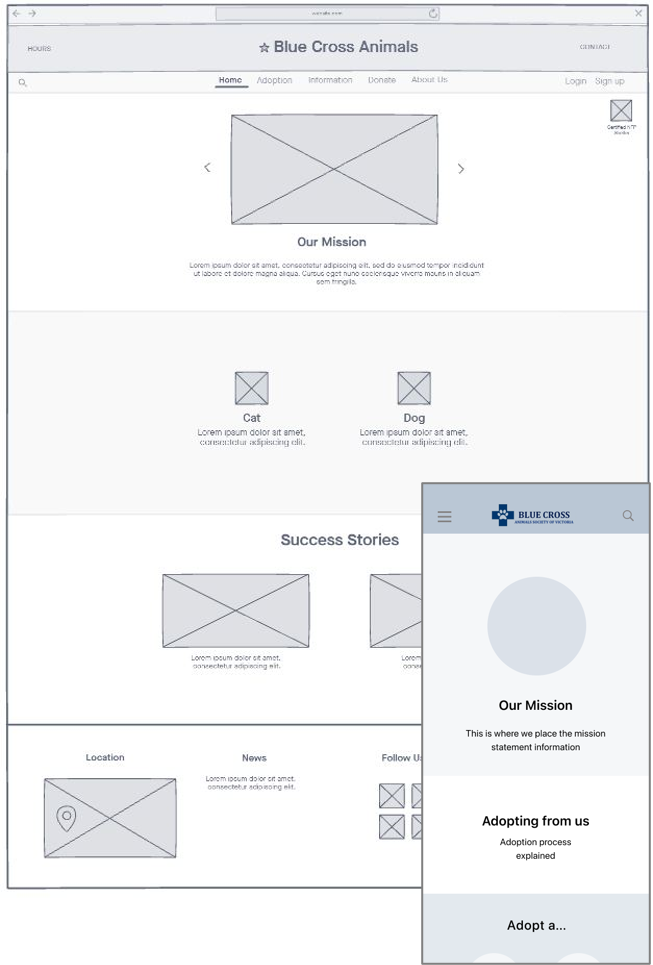 website.com
HOURS
Blue Cross Animals
CONTACT
Home Adoption Information Donate About Us
Login Sign up
Certified
Our Mission
Lorem ipsum dolor sit amet, consectetur adipiscing elit, sed do eiusmod tempor incididunt
ut labore et dolore magna aliqua. Cursus eget nunc scelerisque viverra mauris in aliquam
sem fringilla.
Cat
Lorem ipsum dolor sit amet,
consectetur adipiscing elit.
Dog
Lorem ipsum dolor sit amet,
consectetur adipiscing elit.
Success Stories
Lorem ipsum dolor sit amet,
consectetur adipiscing elit.
Lorem
conse
Location
News
Lorem ipsum dolor sit amet,
consectetur adipiscing elit.
Follow Us
BLUE CROSS
ANIMALS SOCIETY OF VICTORIA
Our Mission
This is where we place the mission
statement information
Adopting from us
Adoption process
explained
Adopt a...